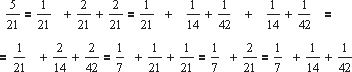 5/21 = 1/21 + 2/21 + 2/21 = 1/21 + 1/14 + 1/42 + 1/14 + 1/42 =
= 1/21 + 2/14 + 2/42 = 1/7 + 1/21 + 1/21 = 1/7 + 2/21 = 1/7 + 1/14 + 1/42